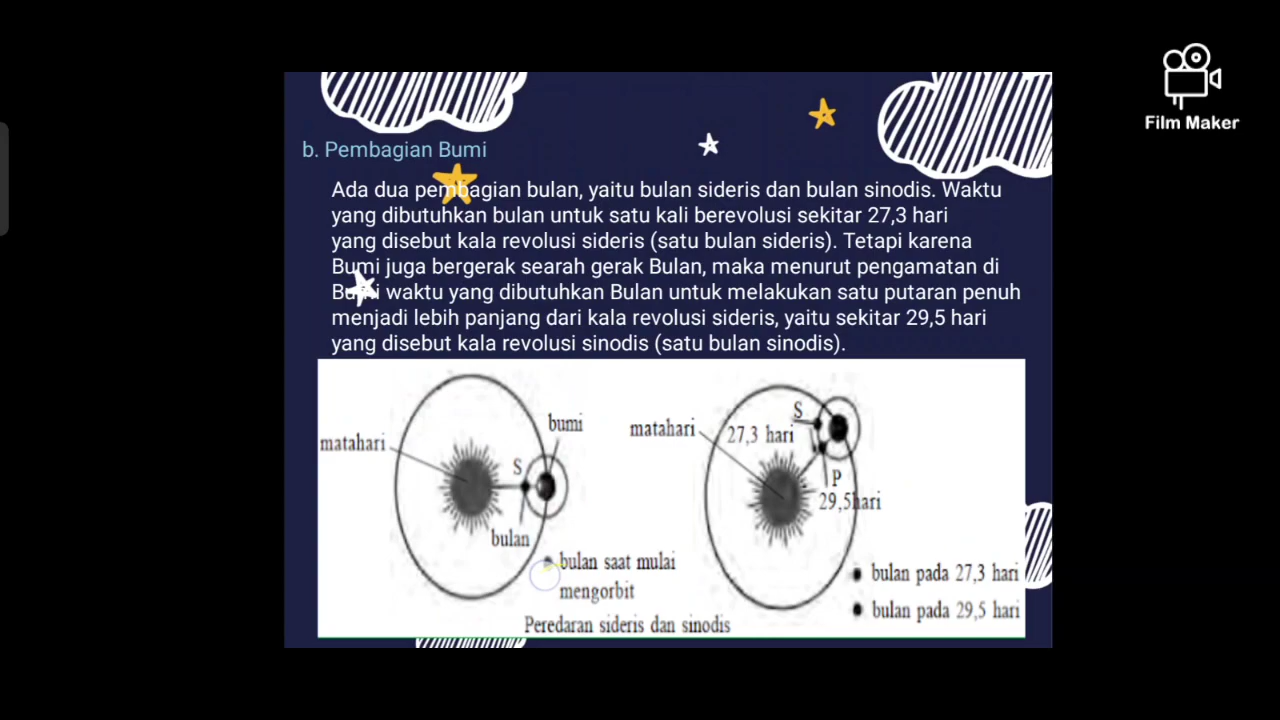 Film Maker
b. Pembagian Bumi
Ada dua pembagian bulan, yaitu bulan sideris dan bulan sinodis. Waktu
yang dibutuhkan bulan untuk satu kali berevolusi sekitar 27,3 hari
yang disebut kala revolusi sideris (satu bulan sideris). Tetapi karena
Bumi juga bergerak searah gerak Bulan, maka menurut pengamatan di
Bumi waktu yang dibutuhkan Bulan untuk melakukan satu putaran penuh
menjadi lebih panjang dari kala revolusi sideris, yaitu sekitar 29,5 hari
yang disebut kala revolusi sinodis (satu bulan sinodis).
matahari
bumi
S
bulan
bulan saat mulai
mengorbit
matahari
S
27,3 hari
P
29,5hari
bulan pada 27,3 hari
bulan pada 29,5 hari
Peredaran sideris dan sinodis